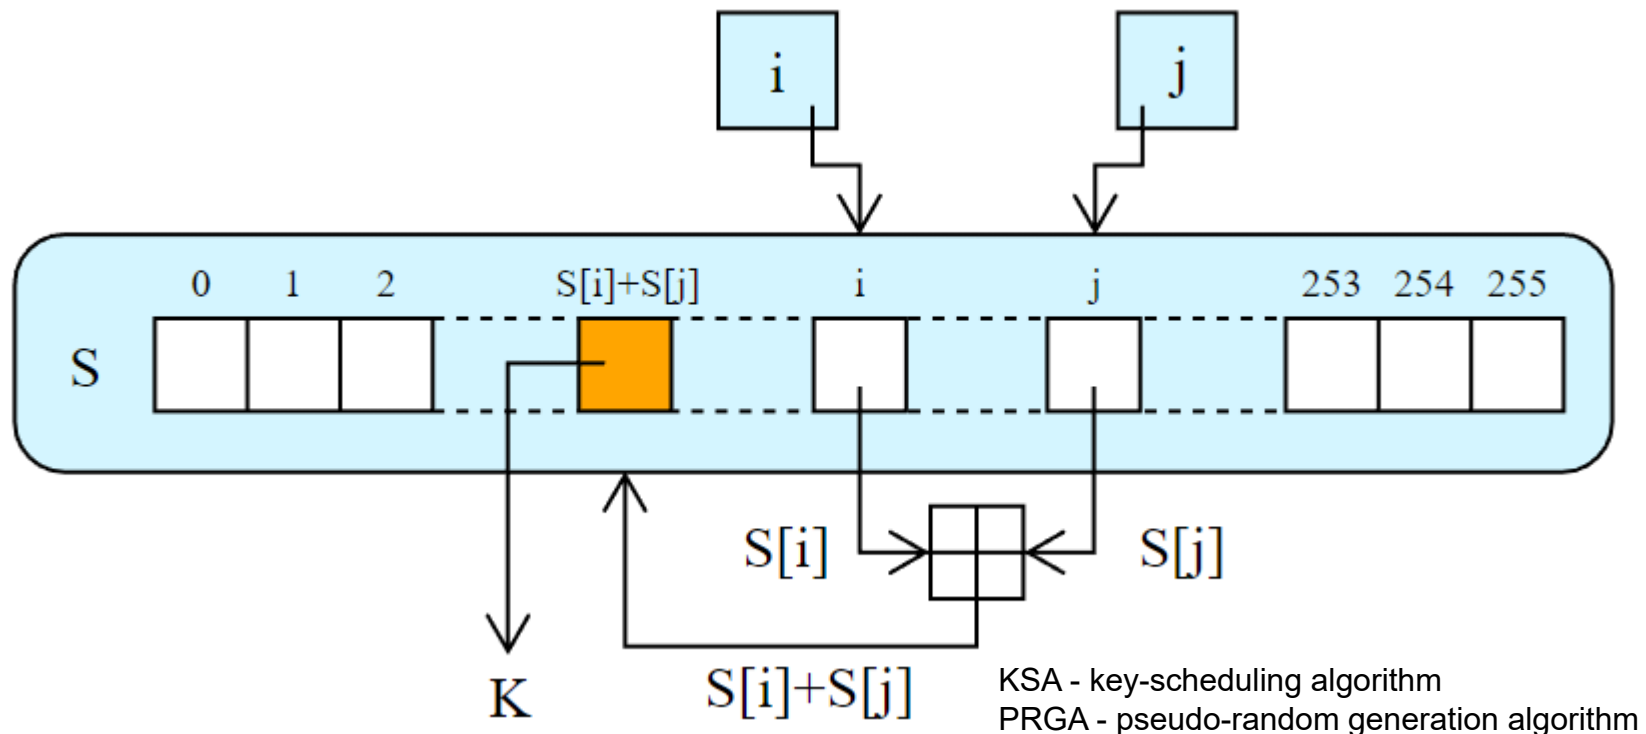 i
j
0 1 2 S[i]+S[j] i j 253 254 255
S
S[i] S[j]
K
S[i]+S[j]
KSA - key-scheduling algorithm
PRGA - pseudo-random generation algorithm